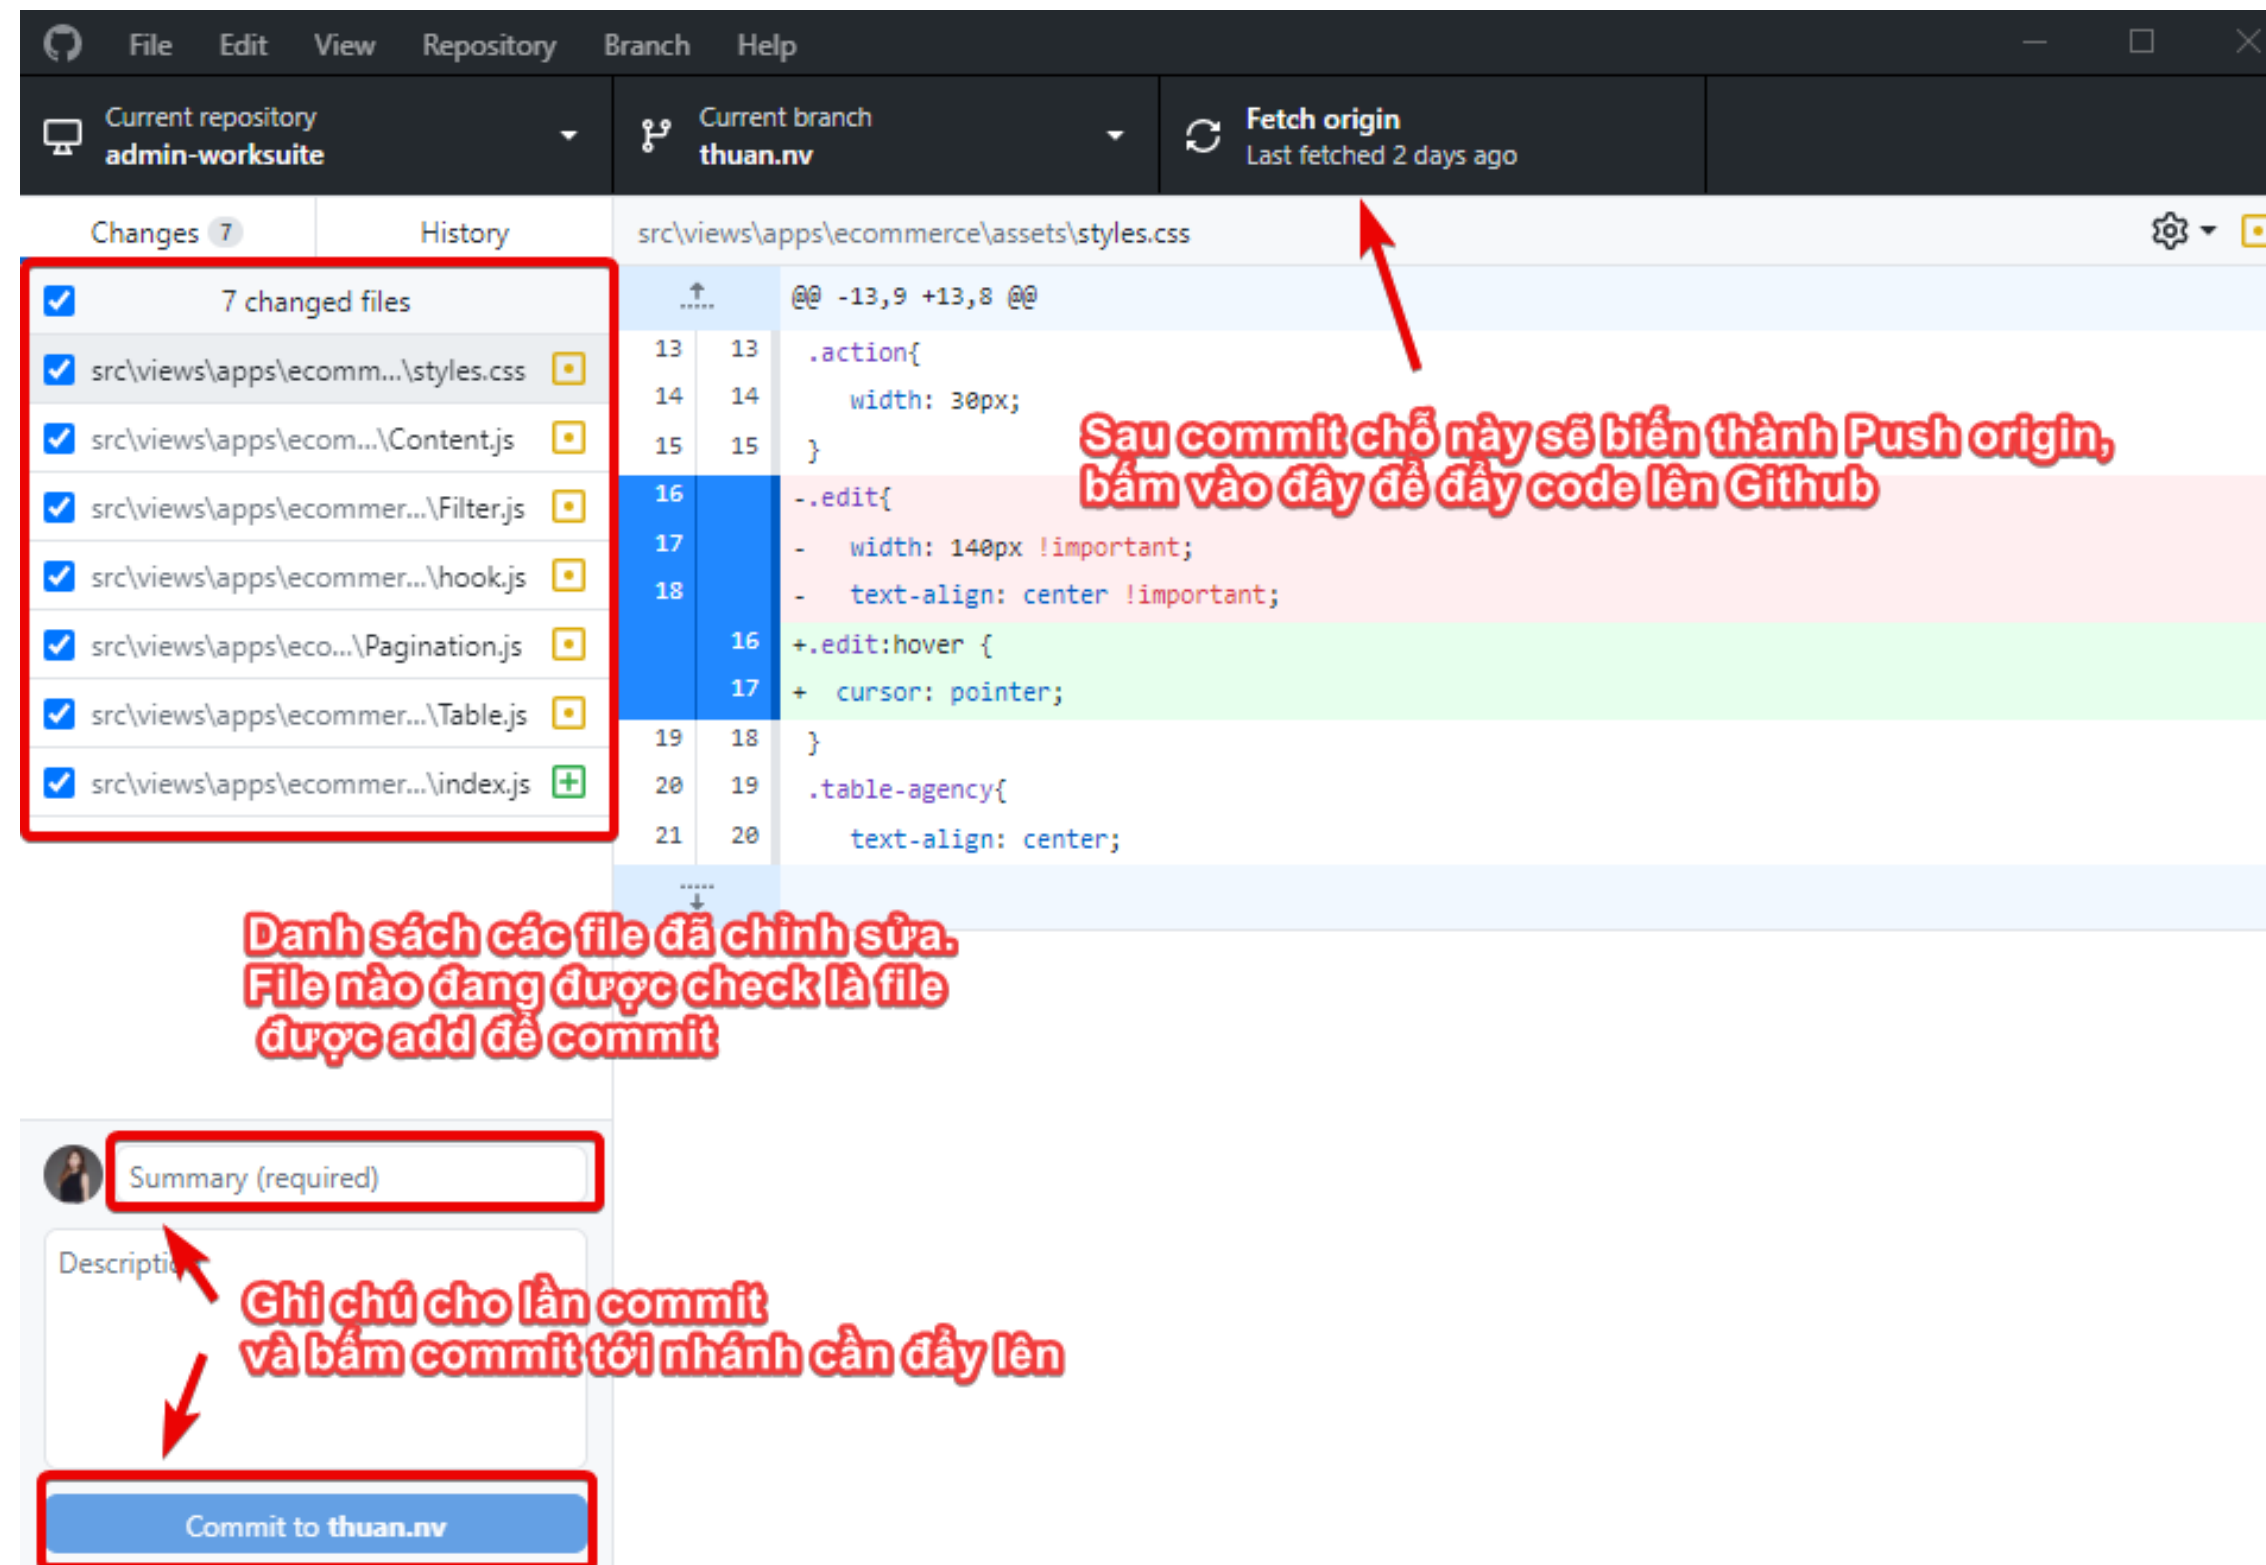 File Edit View Repository Branch Help
Current repository
admin-worksuite
Current branch
thuan.nv
Fetch origin
Last fetched 2 days ago
Changes 7
History
src\views\apps\ecommerce\assets\styles.css
7 changed files
src\views\apps\ecomm...\styles.css
src\views\apps\ecom...\Content.js
src\views\apps\ecommer...\Filter.js
src\views\apps\ecommer...\hook.js
src\views\apps\eco...\Pagination.js
src\views\apps\ecommer...\Table.js
src\views\apps\ecommer...\index.js
@@ -13,9 +13,8 @@
13 13 .action{
14 14 width: 30px;
15 15 }
16 -.edit{
17 - width: 140px !important;
18 - text-align: center !important;
16 +.edit:hover {
17 + cursor: pointer;
19 18 }
20 19 .table-agency{
21 20 text-align: center;
Sau commit chỗ này sẽ biến thành Push origin,
bấm vào đây để đẩy code lên Github
Danh sách các file đã chỉnh sửa.
File nào đang được check là file
được add để commit
Summary (required)
Description
Ghi chú cho lần commit
và bấm commit tới nhánh cần đẩy lên
Commit to thuan.nv